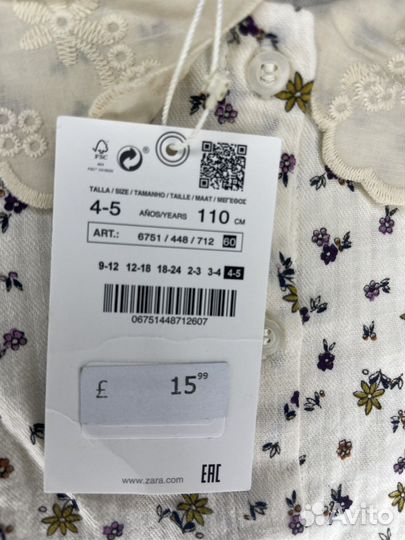 FSC
TALLA / SIZE / TAMANHO / TAILLE / MAAT / ΜΕΓΕΘΟΣ
4-5 AÑOS/YEARS 110 CM
ART.: 6751 / 448 / 712 60
9-12 12-18 18-24 2-3 3-4 4-5
06751448712607
£ 15 99
www.zara.com
EAC
Avito